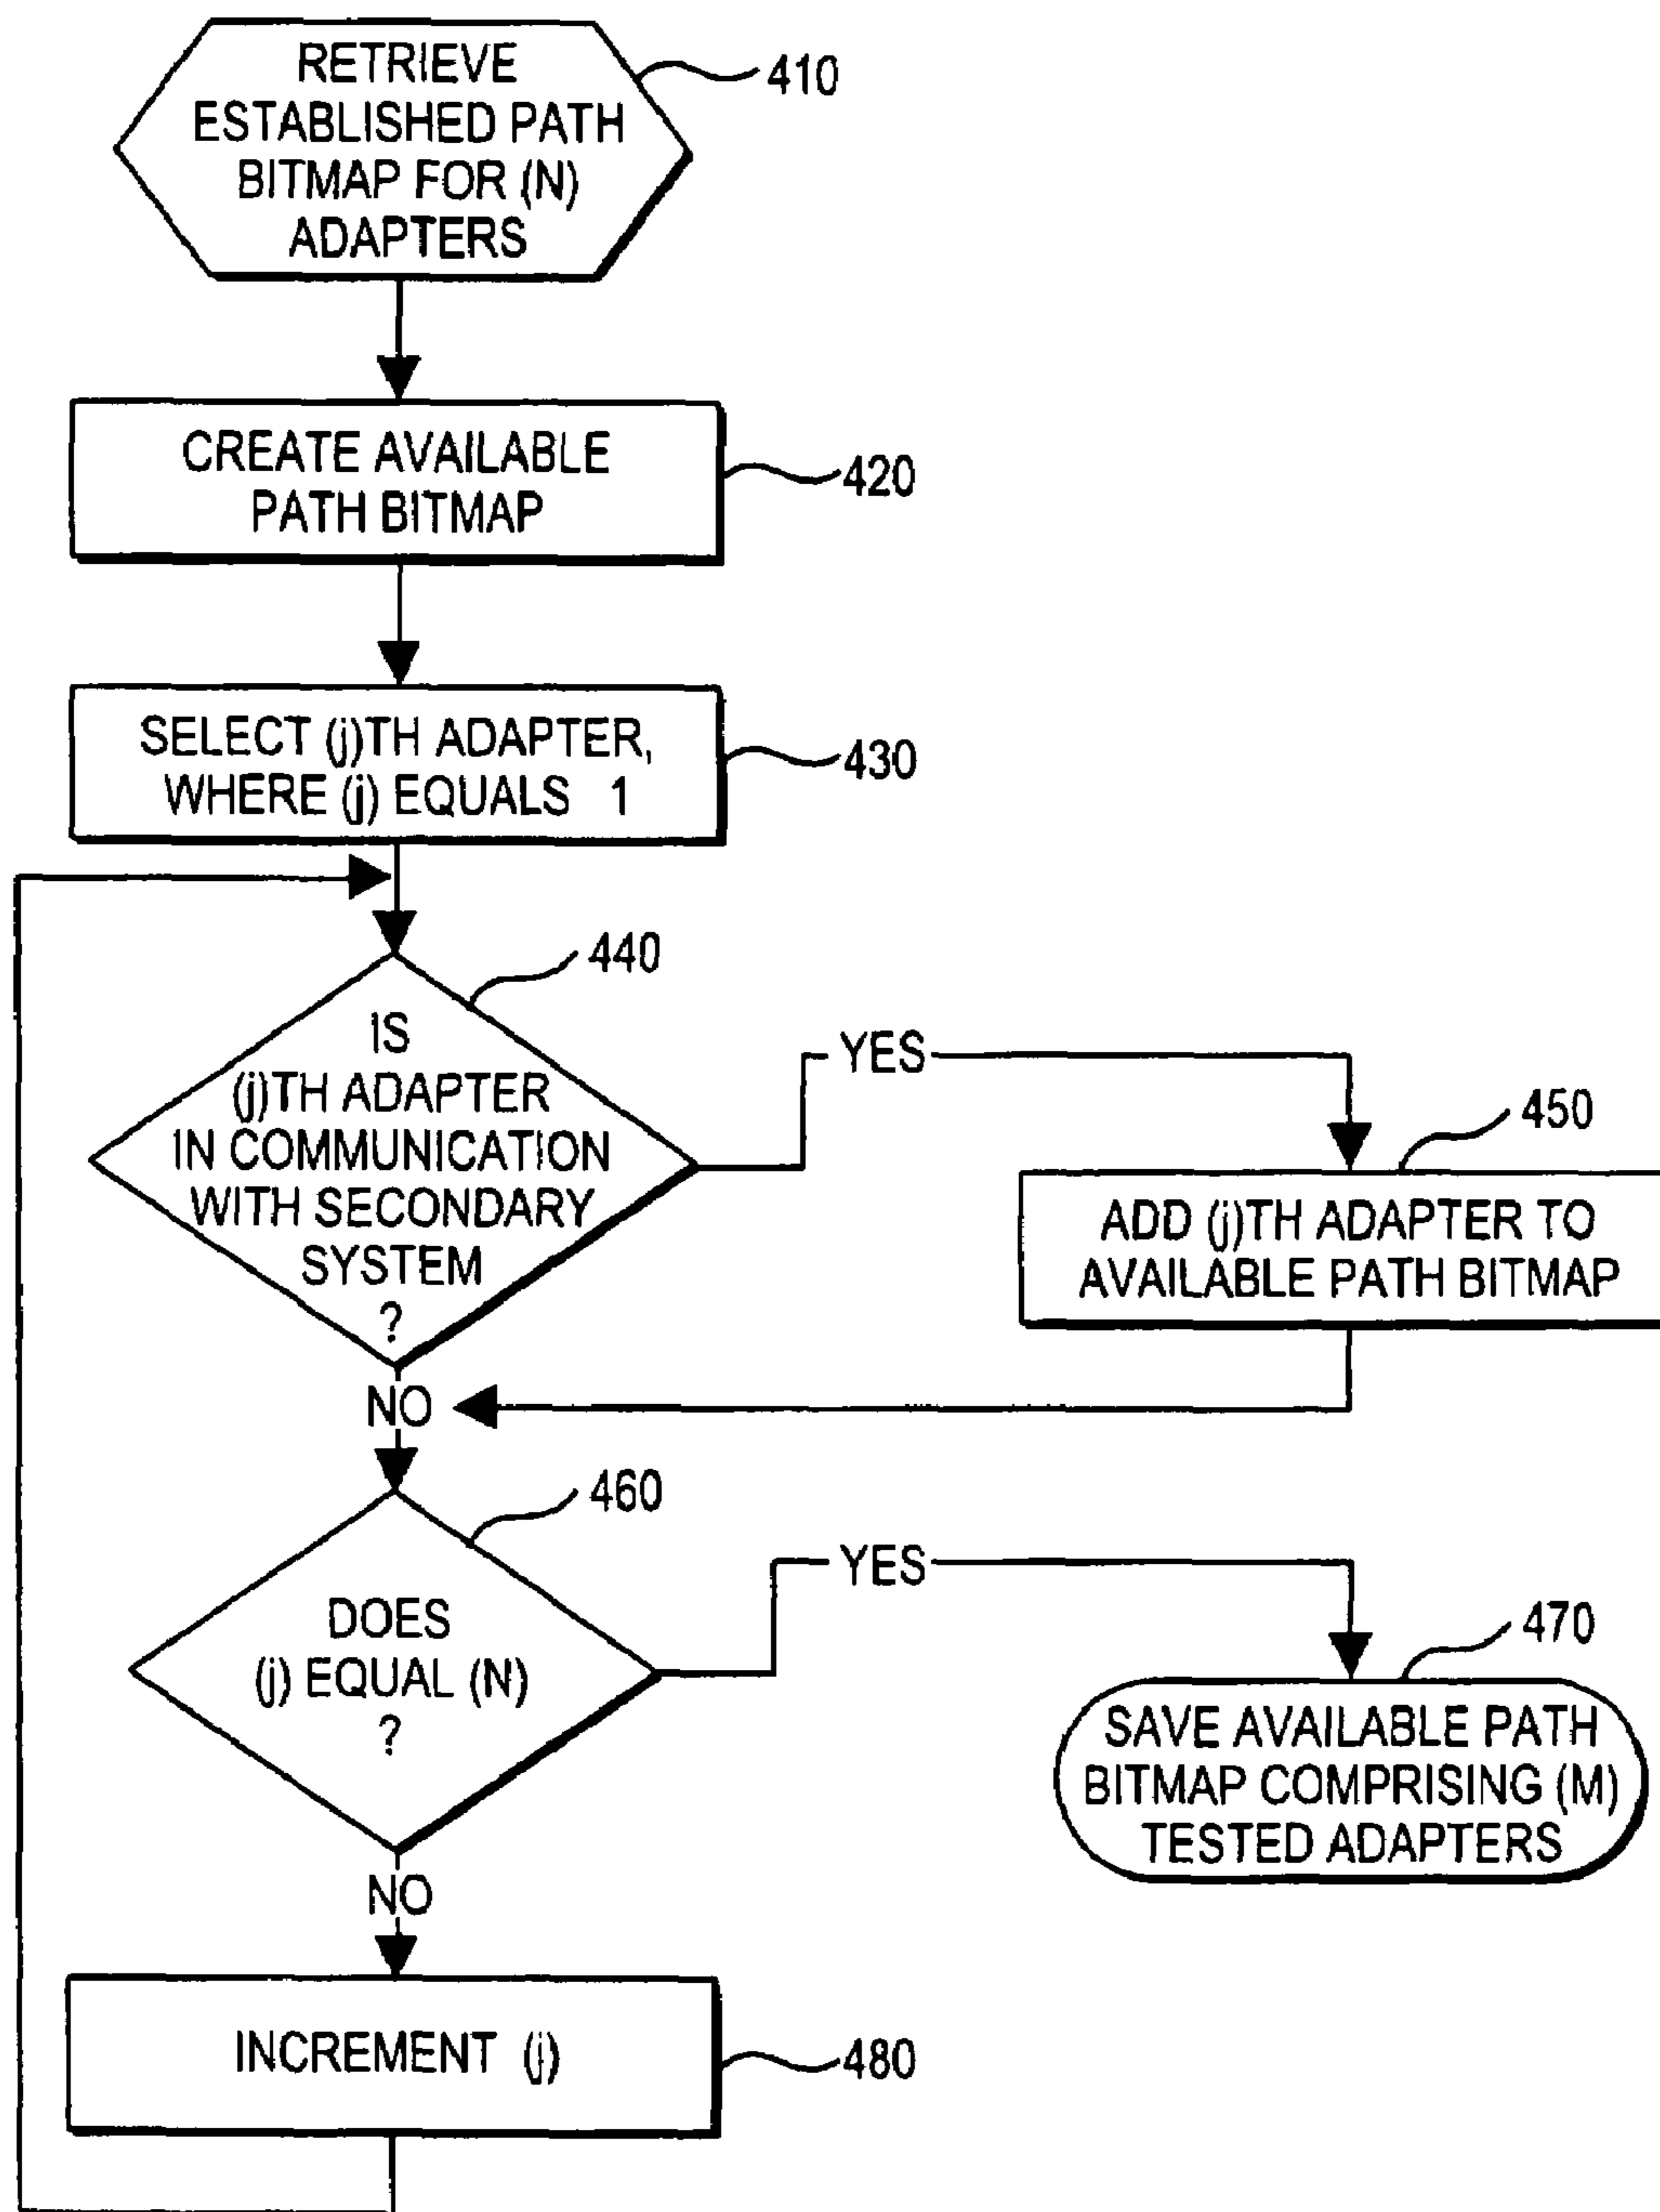 RETRIEVE
ESTABLISHED PATH
BITMAP FOR (N)
ADAPTERS
410
CREATE AVAILABLE
PATH BITMAP
420
SELECT (j)TH ADAPTER,
WHERE (j) EQUALS 1
430
440
IS
(j)TH ADAPTER
IN COMMUNICATION
WITH SECONDARY
SYSTEM
?
YES
450
ADD (j)TH ADAPTER TO
AVAILABLE PATH BITMAP
NO
460
DOES
(j) EQUAL (N)
?
YES
470
SAVE AVAILABLE PATH
BITMAP COMPRISING (M)
TESTED ADAPTERS
NO
INCREMENT (j)
480